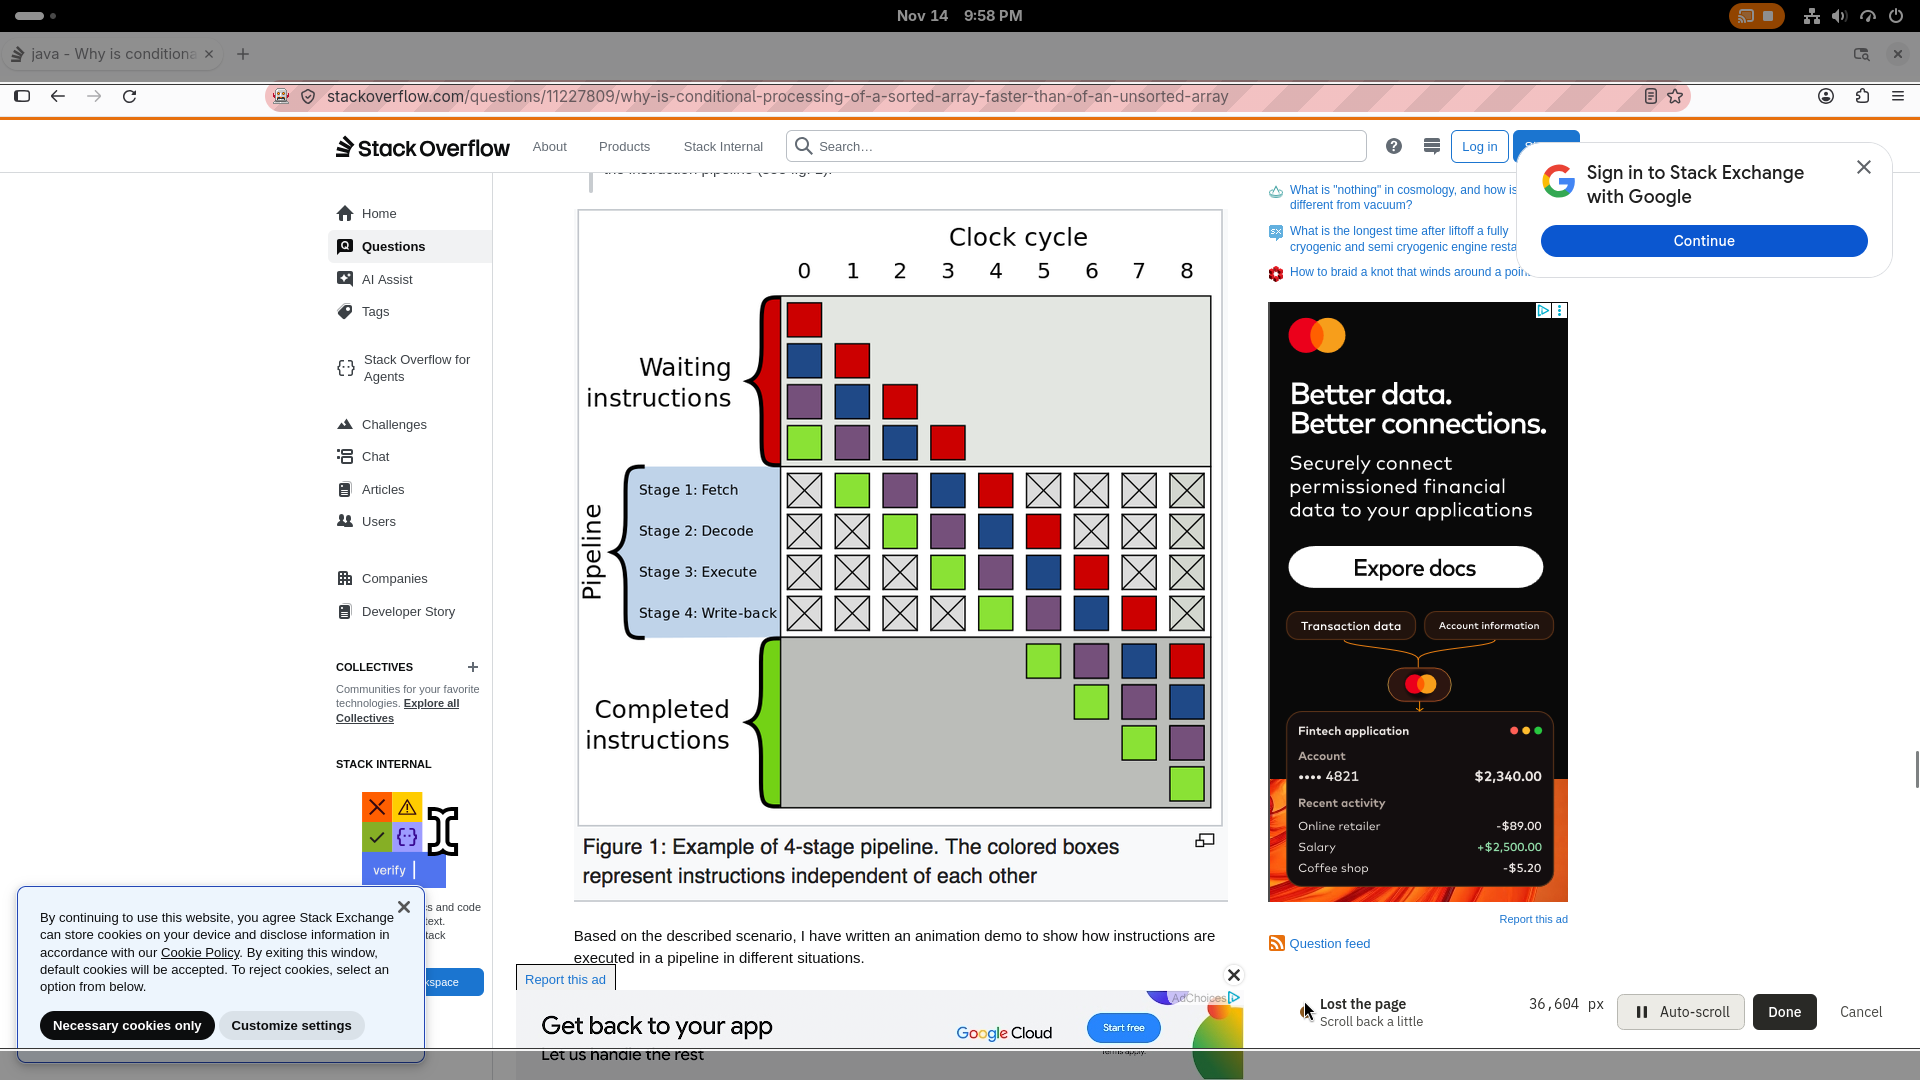 Nov 14 9:58 PM
java - Why is conditiona
stackoverflow.com/questions/11227809/why-is-conditional-processing-of-a-sorted-array-faster-than-of-an-unsorted-array
Stack Overflow
About
Products
Stack Internal
Search…
Log in
Sign in to Stack Exchange
with Google
Continue
Home
Questions
AI Assist
Tags
Stack Overflow for
Agents
Challenges
Chat
Articles
Users
Companies
Developer Story
COLLECTIVES
Communities for your favorite
technologies. Explore all
Collectives
STACK INTERNAL
verify
s and code
text.
tack
kspace
By continuing to use this website, you agree Stack Exchange
can store cookies on your device and disclose information in
accordance with our Cookie Policy. By exiting this window,
default cookies will be accepted. To reject cookies, select an
option from below.
Necessary cookies only
Customize settings
the instruction pipeline (see fig. 1).
Clock cycle
0 1 2 3 4 5 6 7 8
Waiting
instructions
Pipeline
Stage 1: Fetch
Stage 2: Decode
Stage 3: Execute
Stage 4: Write-back
Completed
instructions
Figure 1: Example of 4-stage pipeline. The colored boxes
represent instructions independent of each other
Based on the described scenario, I have written an animation demo to show how instructions are
executed in a pipeline in different situations.
Report this ad
AdChoices
Get back to your app
Let us handle the rest
Google Cloud
Start free
Terms apply.
What is "nothing" in cosmology, and how is
different from vacuum?
What is the longest time after liftoff a fully
cryogenic and semi cryogenic engine resta
How to braid a knot that winds around a poin
Better data.
Better connections.
Securely connect
permissioned financial
data to your applications
Expore docs
Transaction data
Account information
Fintech application
Account
•••• 4821 $2,340.00
Recent activity
Online retailer -$89.00
Salary +$2,500.00
Coffee shop -$5.20
Report this ad
Question feed
Lost the page
Scroll back a little
36,604 px
Auto-scroll
Done
Cancel